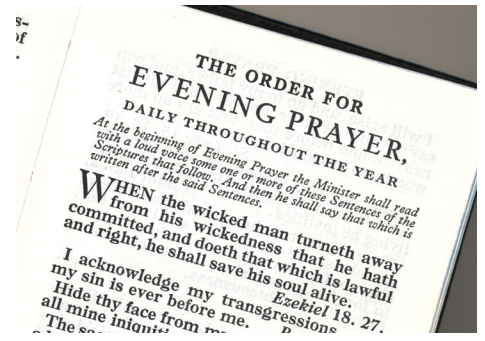 s-
of
.
THE ORDER FOR
EVENING PRAYER,
DAILY THROUGHOUT THE YEAR
At the beginning of Evening Prayer the Minister shall read
with a loud voice some one or more of these Sentences of the
Scriptures that follow. And then he shall say that which is
written after the said Sentences.
WHEN the wicked man turneth away
from his wickedness that he hath
committed, and doeth that which is lawful
and right, he shall save his soul alive.
Ezekiel 18. 27.
I acknowledge my transgressions
my sin is ever before me.
Hide thy face from
all mine
The